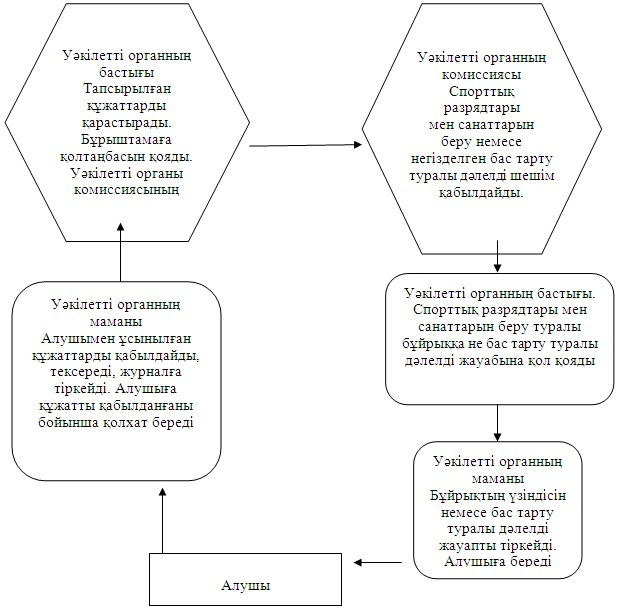 Уәкілетті органның
бастығы
Тапсырылған
құжаттарды
қарастырады.
Бұрыштамаға
қолтаңбасын қояды.
Уәкілетті органы
комиссиясының
Уәкілетті органның
комиссиясы
Спорттық
разрядтары
мен санаттарын
беру немесе
негізделген бас тарту
туралы дәлелді шешім
қабылдайды.
Уәкілетті органның бастығы.
Спорттық разрядтары мен
санаттарын беру туралы
бұйрыққа не бас тарту туралы
дәлелді жауабына қол қояды
Уәкілетті органның
маманы
Бұйрықтың үзіндісін
немесе бас тарту
туралы дәлелді
жауапты тіркейді.
Алушыға береді
Уәкілетті органның
маманы
Алушымен ұсынылған
құжаттарды қабылдайды,
тексереді, журналға
тіркейді. Алушыға
құжатты қабылданғаны
бойынша қолхат береді
Алушы